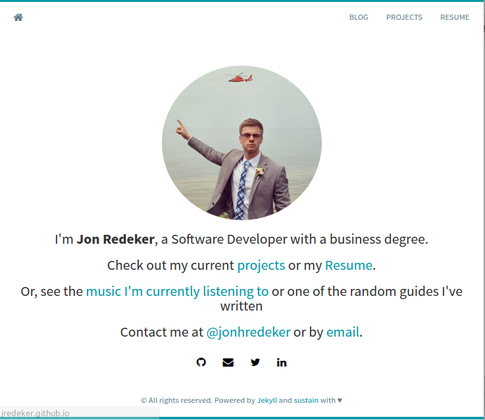 BLOG PROJECTS RESUME
I'm Jon Redeker, a Software Developer with a business degree.
Check out my current projects or my Resume.
Or, see the music I'm currently listening to or one of the random guides I've
written
Contact me at @jonhredeker or by email.
© All rights reserved. Powered by Jekyll and sustain with ♥
jredeker.github.io